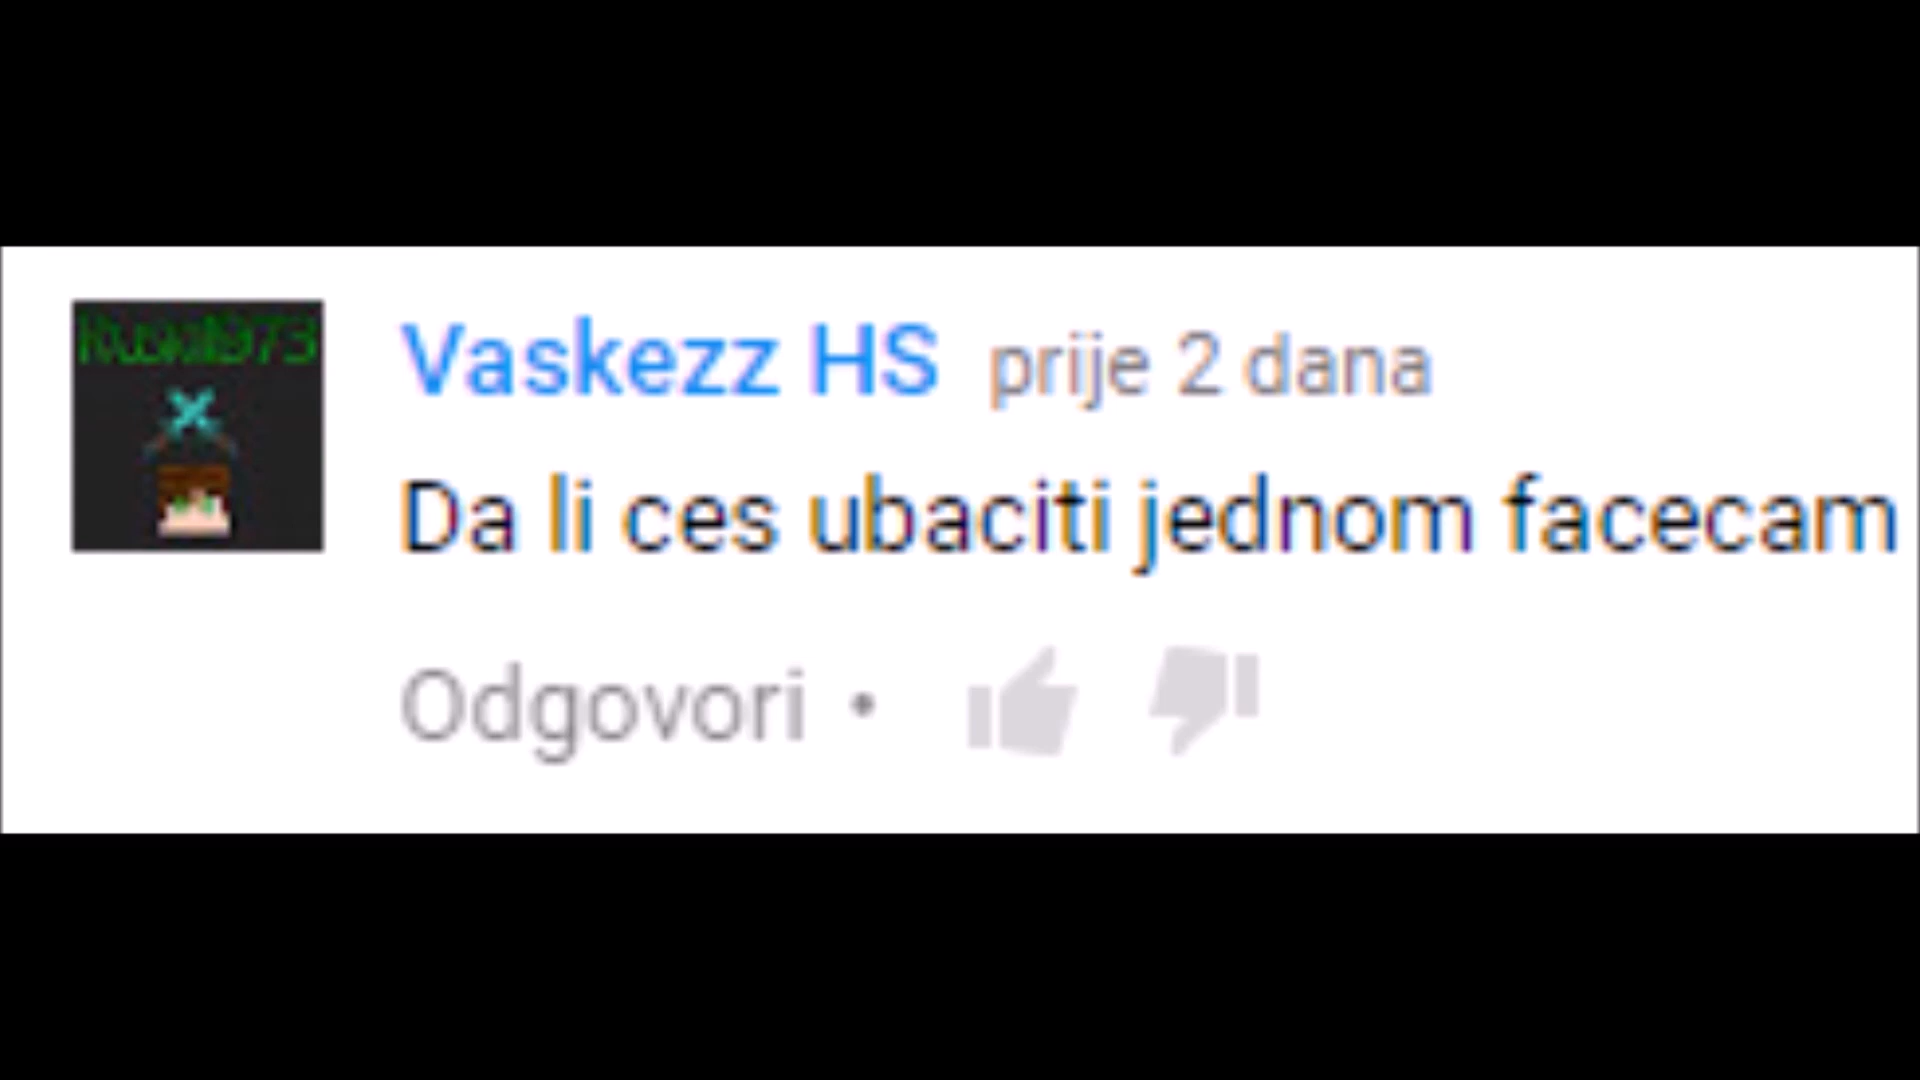 Vaskezz HS prije 2 dana
Da li ces ubaciti jednom facecam
Odgovori •